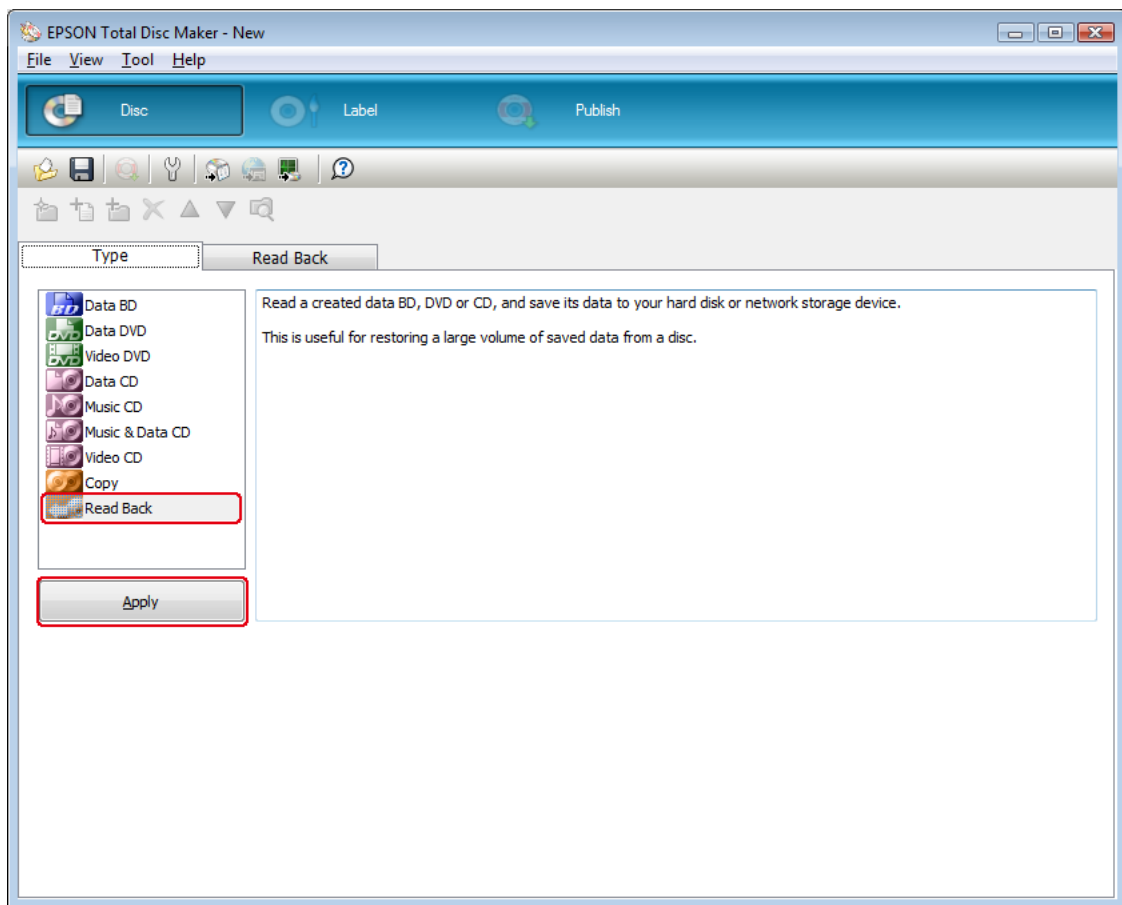 EPSON Total Disc Maker - New
File View Tool Help
Disc Label Publish
Type Read Back
Data BD
Data DVD
Video DVD
Data CD
Music CD
Music & Data CD
Video CD
Copy
Read Back
Apply
Read a created data BD, DVD or CD, and save its data to your hard disk or network storage device.
This is useful for restoring a large volume of saved data from a disc.